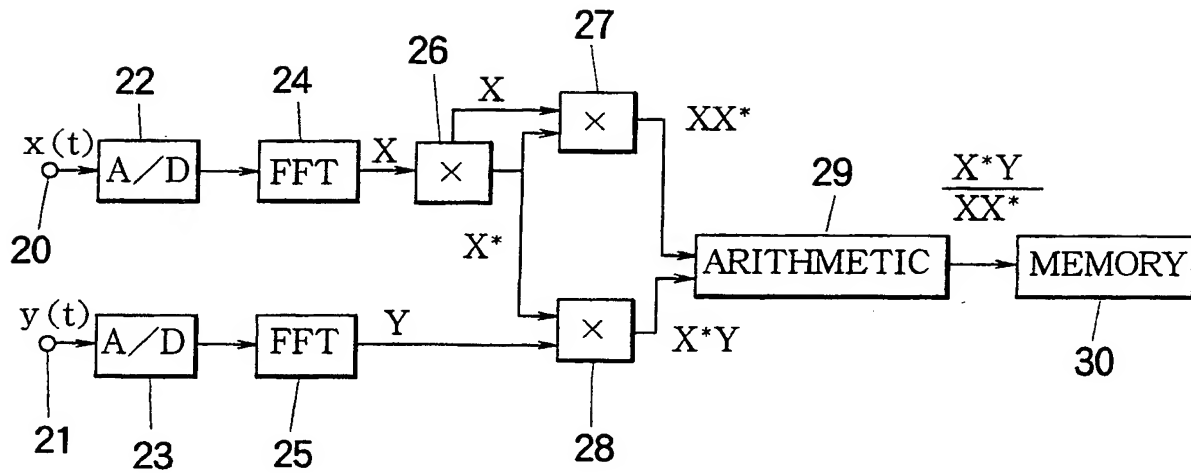 27
26
22
24
X
XX*
x(t)
A/D
FFT
X
×
×
29
X*Y
XX*
20
X*
ARITHMETIC
MEMORY
y(t)
A/D
FFT
Y
×
X*Y
30
21
23
25
28